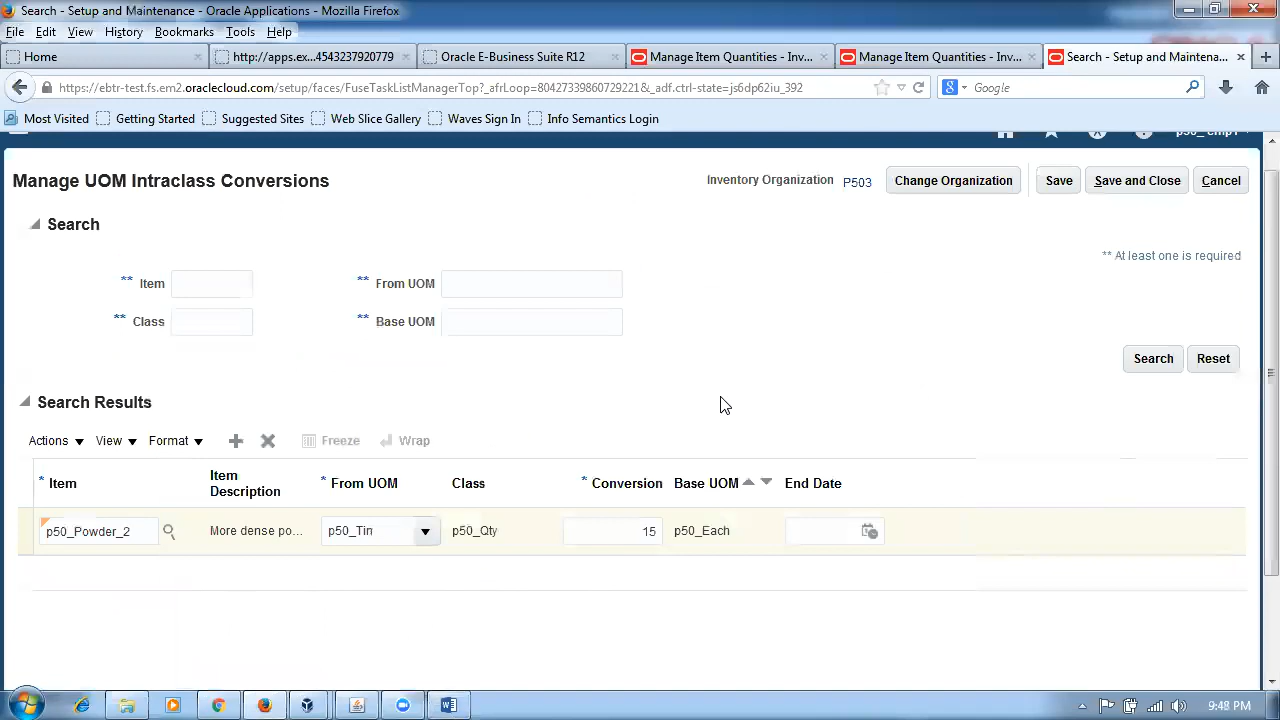 Search - Setup and Maintenance - Oracle Applications - Mozilla Firefox
File Edit View History Bookmarks Tools Help
Home
http://apps.ex...4543237920779
Oracle E-Business Suite R12
Manage Item Quantities - Inv...
Manage Item Quantities - Inv...
Search - Setup and Maintena...
https://ebtr-test.fs.em2.oraclecloud.com/setup/faces/FuseTaskListManagerTop?_afrLoop=80427339860729221&_adf.ctrl-state=js6dp62iu_392
Google
Most Visited Getting Started Suggested Sites Web Slice Gallery Waves Sign In Info Semantics Location
Manage UOM Intraclass Conversions
Inventory Organization P503 Change Organization Save Save and Close Cancel
Search
** At least one is required
** Item ** From UOM
** Class ** Base UOM
Search Reset
Search Results
Actions View Format Freeze Wrap
* Item Item Description * From UOM Class * Conversion Base UOM End Date
p50_Powder_2 More dense po... p50_Tin p50_Qty 15 p50_Each
9:48 PM